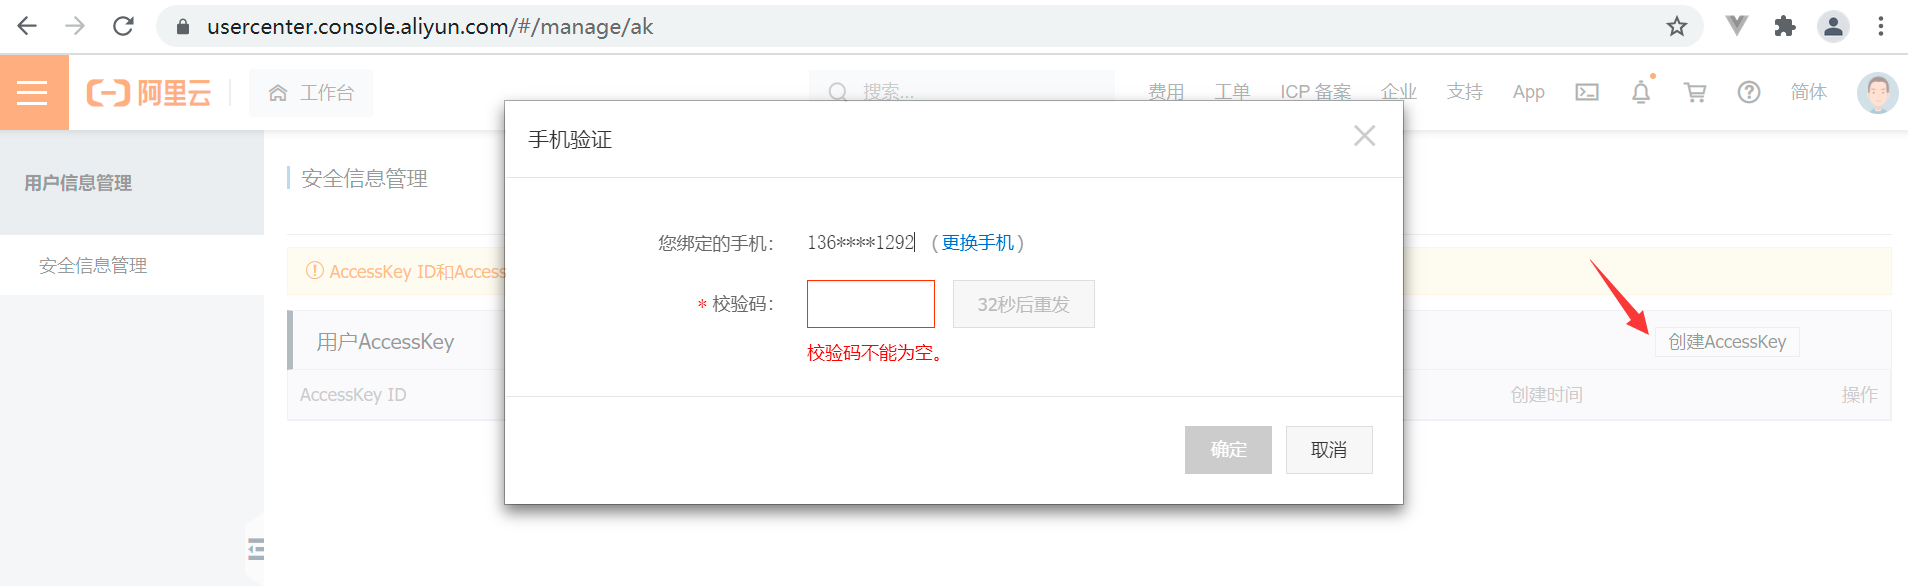 usercenter.console.aliyun.com/#/manage/ak
阿里云
工作台
搜索...
费用 工单 ICP 备案 企业 支持 App 简体
手机验证
用户信息管理
安全信息管理
您绑定的手机： 136****1292 （更换手机）
安全信息管理
AccessKey ID和Access
* 校验码： 32秒后重发
校验码不能为空。
用户AccessKey
创建AccessKey
AccessKey ID
创建时间
操作
确定 取消